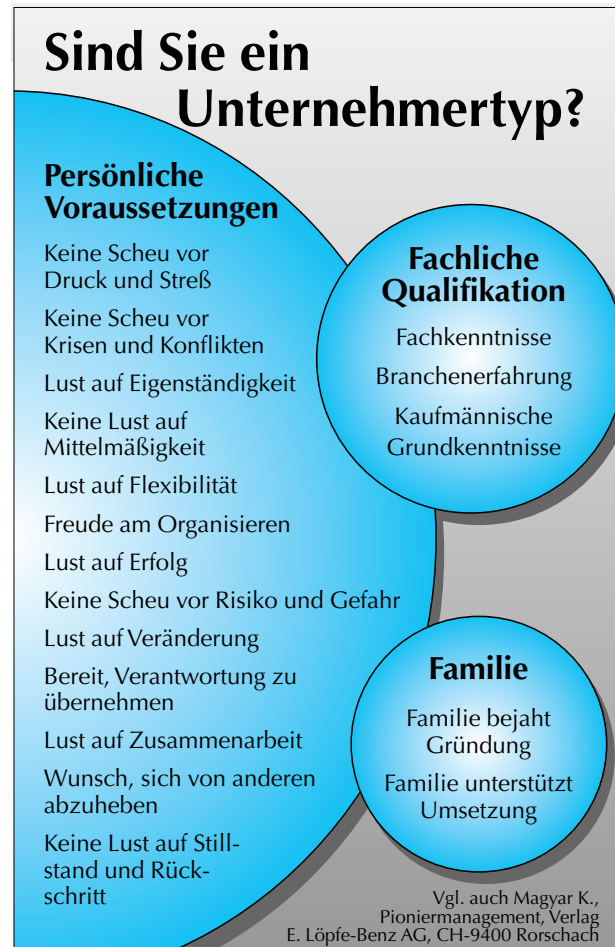 Sind Sie ein
Unternehmertyp?
Persönliche
Voraussetzungen
Keine Scheu vor
Druck und Streß
Keine Scheu vor
Krisen und Konflikten
Lust auf Eigenständigkeit
Keine Lust auf
Mittelmäßigkeit
Lust auf Flexibilität
Freude am Organisieren
Lust auf Erfolg
Keine Scheu vor Risiko und Gefahr
Lust auf Veränderung
Bereit, Verantwortung zu
übernehmen
Lust auf Zusammenarbeit
Wunsch, sich von anderen
abzuheben
Keine Lust auf Still-
stand und Rück-
schritt
Fachliche
Qualifikation
Fachkenntnisse
Branchenerfahrung
Kaufmännische
Grundkenntnisse
Familie
Familie bejaht
Gründung
Familie unterstützt
Umsetzung
Vgl. auch Magyar K.,
Pioniermanagement, Verlag
E. Löpfe-Benz AG, CH-9400 Rorschach